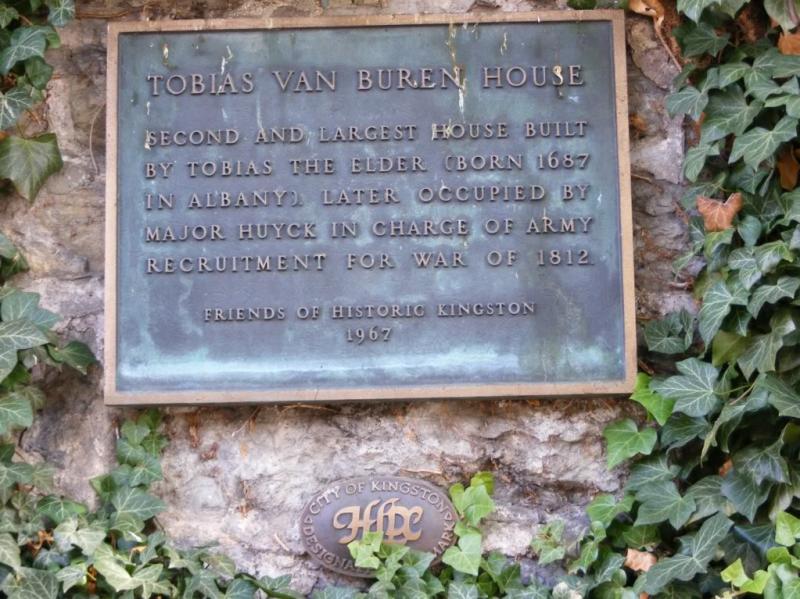 TOBIAS VAN BUREN HOUSE
SECOND AND LARGEST HOUSE BUILT
BY TOBIAS THE ELDER (BORN 1687
IN ALBANY). LATER OCCUPIED BY
MAJOR HUYCK IN CHARGE OF ARMY
RECRUITMENT FOR WAR OF 1812.
FRIENDS OF HISTORIC KINGSTON
1967
CITY OF KINGSTON